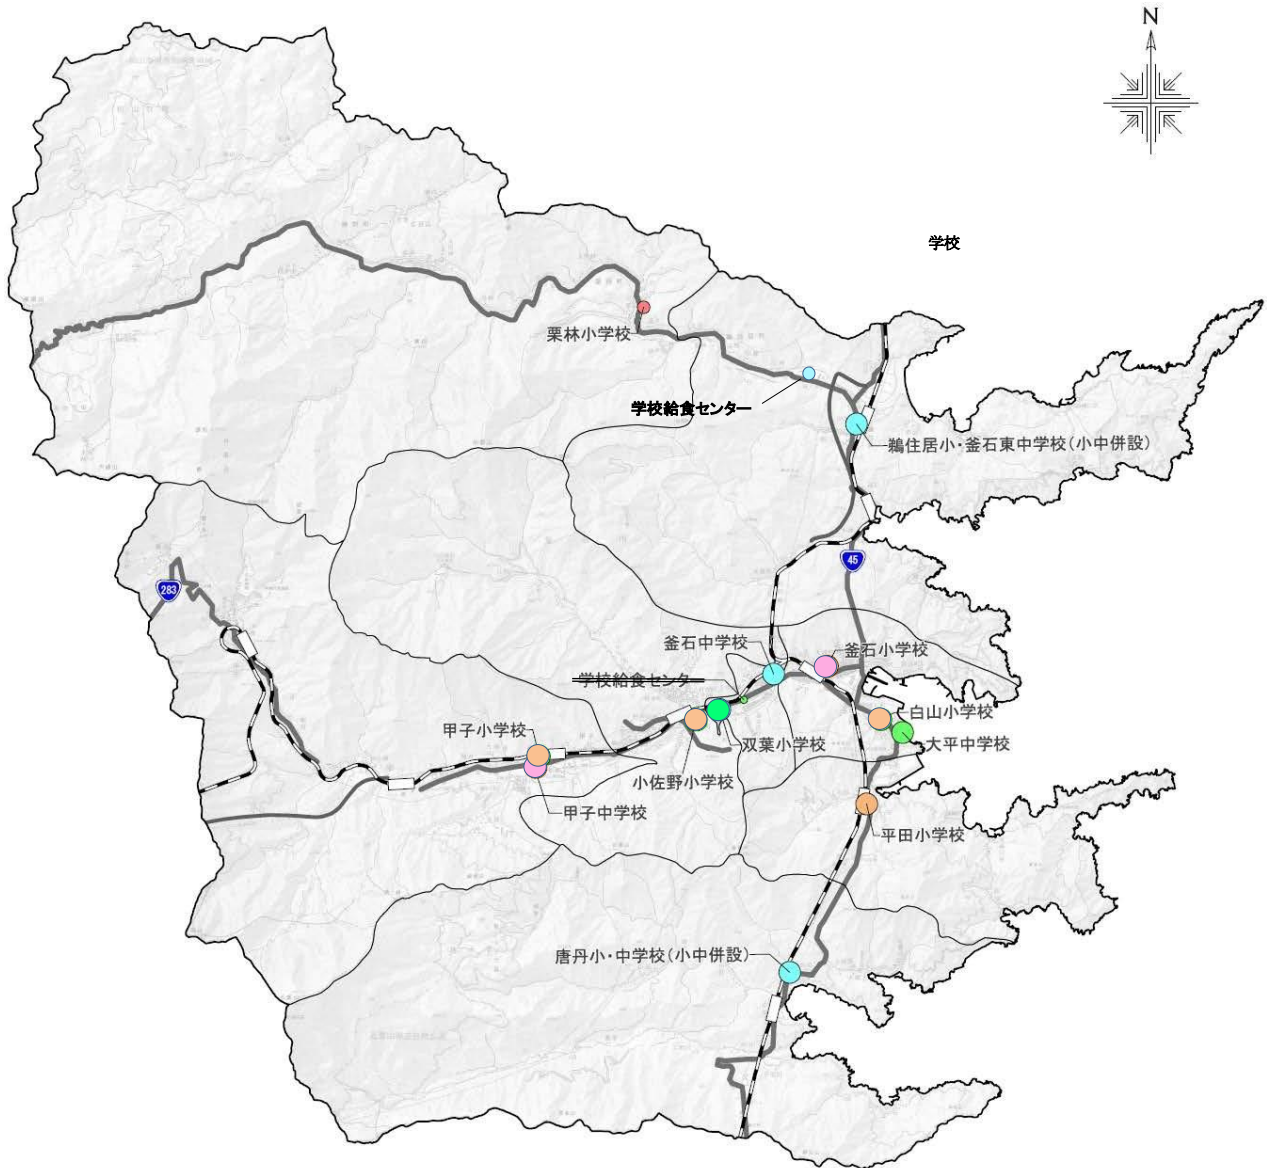 N
学校
栗林小学校
学校給食センター
鵜住居小・釜石東中学校(小中併設)
45
283
釜石中学校
釜石小学校
学校給食センター
白山小学校
甲子小学校
双葉小学校
大平中学校
小佐野小学校
甲子中学校
平田小学校
唐丹小・中学校(小中併設)